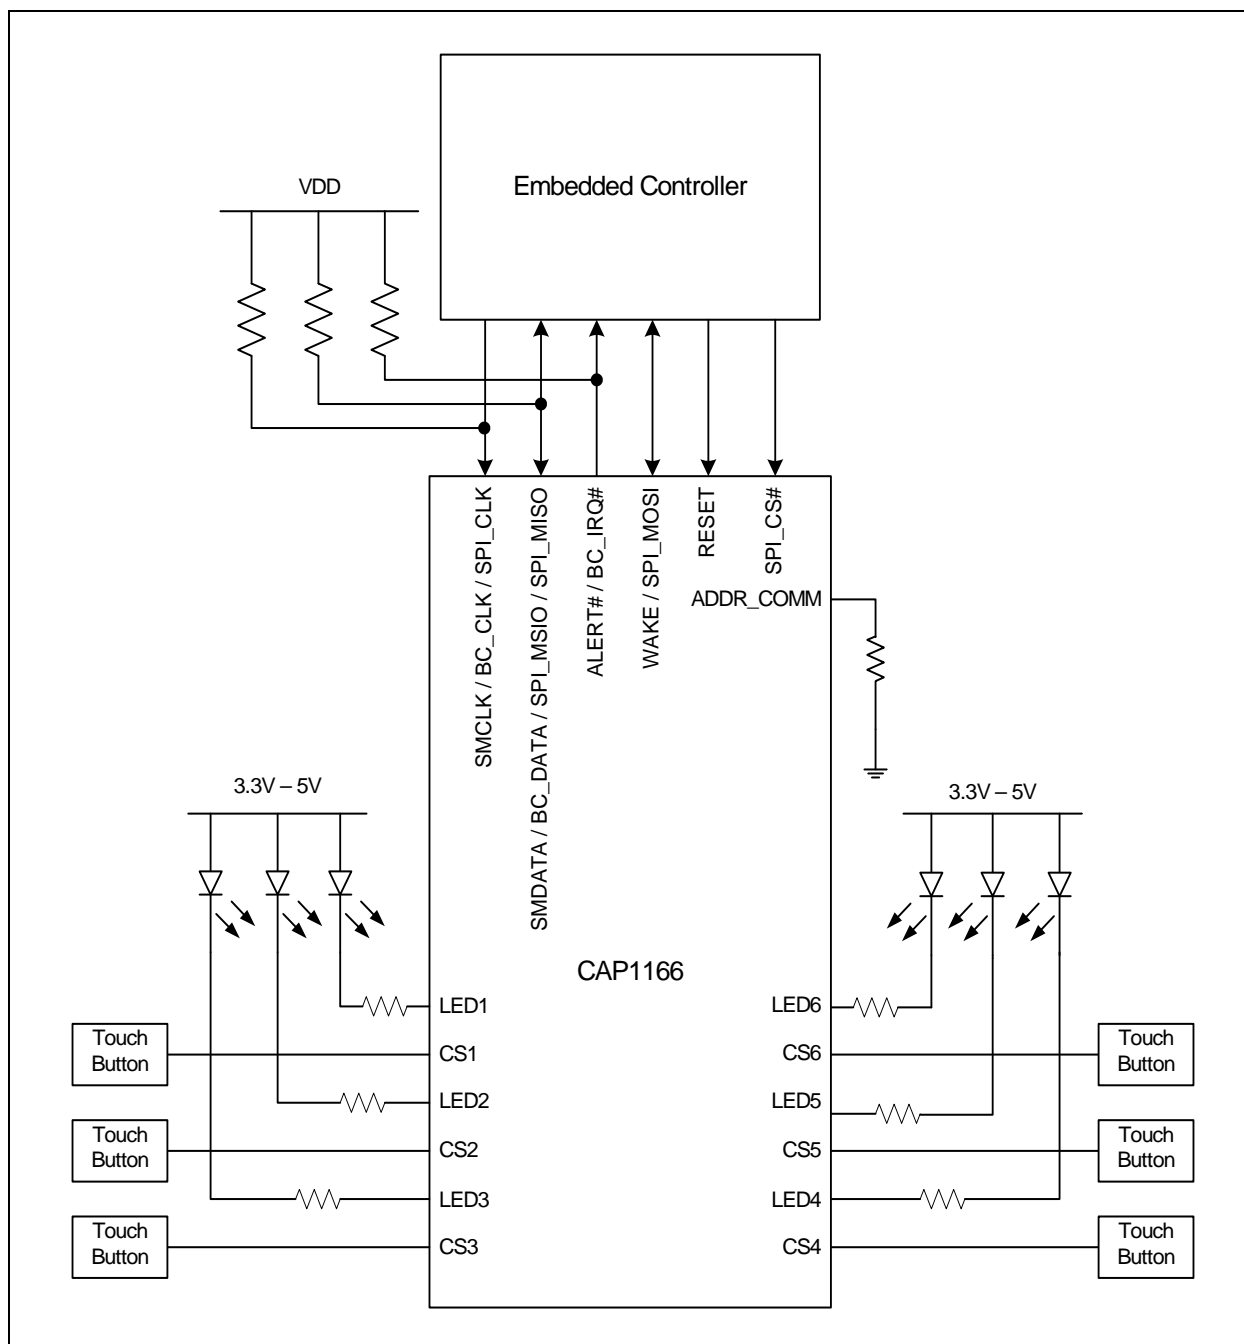 Embedded Controller
VDD
SMCLK / BC_CLK / SPI_CLK
SMDATA / BC_DATA / SPI_MSIO / SPI_MISO
ALERT# / BC_IRQ#
WAKE / SPI_MOSI
RESET
SPI_CS#
ADDR_COMM
3.3V – 5V
3.3V – 5V
CAP1166
LED1
LED6
Touch
Button
CS1
CS6
Touch
Button
LED2
LED5
Touch
Button
CS2
CS5
Touch
Button
LED3
LED4
Touch
Button
CS3
CS4
Touch
Button